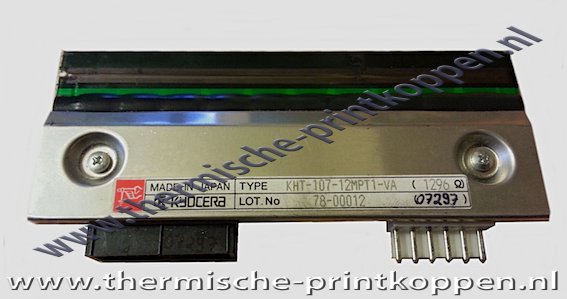 www.thermische-printkoppen.nl
MADE IN JAPAN TYPE KHT-107-12MPT1-VA ( 1296 Ω)
KYOCERA LOT.No 78-00012 (07297)
07297
www.thermische-printkoppen.nl